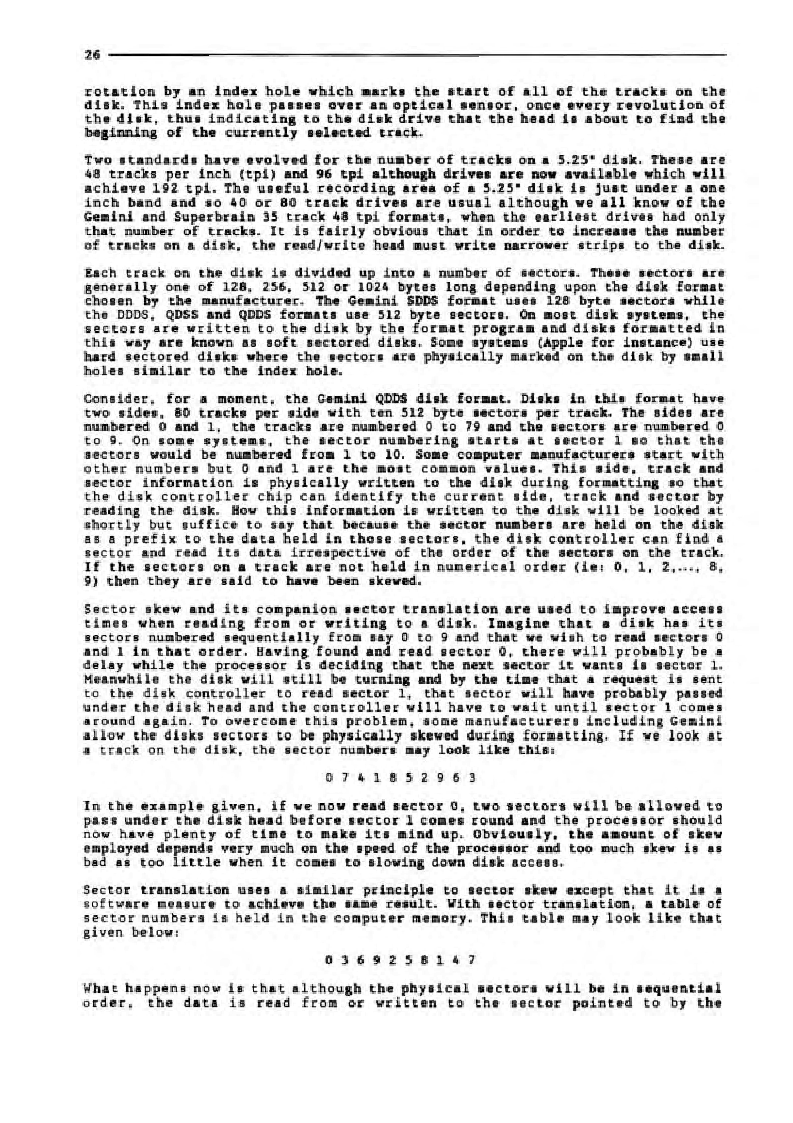 26
rotation by an index hole which marks the start of all of the tracks on the
disk. This index hole passes over an optical sensor, once every revolution of
the disk, thus indicating to the disk drive that the head is about to find the
beginning of the currently selected track.
Two standards have evolved for the number of tracks on a 5.25" disk. These are
48 tracks per inch (tpi) and 96 tpi although drives are now available which will
achieve 192 tpi. The useful recording area of a 5.25" disk is just under a one
inch band and so 40 or 80 track drives are usual although we all know of the
Gemini and Superbrain 35 track 48 tpi formats, when the earliest drives had only
that number of tracks. It is fairly obvious that in order to increase the number
of tracks on a disk, the read/write head must write narrower strips to the disk.
Each track on the disk is divided up into a number of sectors. These sectors are
generally one of 128, 256, 512 or 1024 bytes long depending upon the disk format
chosen by the manufacturer. The Gemini SDDS format uses 128 byte sectors while
the DDDS, QDSS and QDDS formats use 512 byte sectors. On most disk systems, the
sectors are written to the disk by the format program and disks formatted in
this way are known as soft sectored disks. Some systems (Apple for instance) use
hard sectored disks where the sectors are physically marked on the disk by small
holes similar to the index hole.
Consider, for a moment, the Gemini QDDS disk format. Disks in this format have
two sides, 80 tracks per side with ten 512 byte sectors per track. The sides are
numbered 0 and 1, the tracks are numbered 0 to 79 and the sectors are numbered 0
to 9. On some systems, the sector numbering starts at sector 1 so that the
sectors would be numbered from 1 to 10. Some computer manufacturers start with
other numbers but 0 and 1 are the most common values. This side, track and
sector information is physically written to the disk during formatting so that
the disk controller chip can identify the current side, track and sector by
reading the disk. How this information is written to the disk will be looked at
shortly but suffice to say that because the sector numbers are held on the disk
as a prefix to the data held in those sectors, the disk controller can find a
sector and read its data irrespective of the order of the sectors on the track.
If the sectors on a track are not held in numerical order (ie: 0, 1, 2,..., 8,
9) then they are said to have been skewed.
Sector skew and its companion sector translation are used to improve access
times when reading from or writing to a disk. Imagine that a disk has its
sectors numbered sequentially from say 0 to 9 and that we wish to read sectors 0
and 1 in that order. Having found and read sector 0, there will probably be a
delay while the processor is deciding that the next sector it wants is sector 1.
Meanwhile the disk will still be turning and by the time that a request is sent
to the disk controller to read sector 1, that sector will have probably passed
under the disk head and the controller will have to wait until sector 1 comes
around again. To overcome this problem, some manufacturers including Gemini
allow the disks sectors to be physically skewed during formatting. If we look at
a track on the disk, the sector numbers may look like this:
0 7 4 1 8 5 2 9 6 3
In the example given, if we now read sector 0, two sectors will be allowed to
pass under the disk head before sector 1 comes round and the processor should
now have plenty of time to make its mind up. Obviously, the amount of skew
employed depends very much on the speed of the processor and too much skew is as
bad as too little when it comes to slowing down disk access.
Sector translation uses a similar principle to sector skew except that it is a
software measure to achieve the same result. With sector translation, a table of
sector numbers is held in the computer memory. This table may look like that
given below:
0 3 6 9 2 5 8 1 4 7
What happens now is that although the physical sectors will be in sequential
order, the data is read from or written to the sector pointed to by the